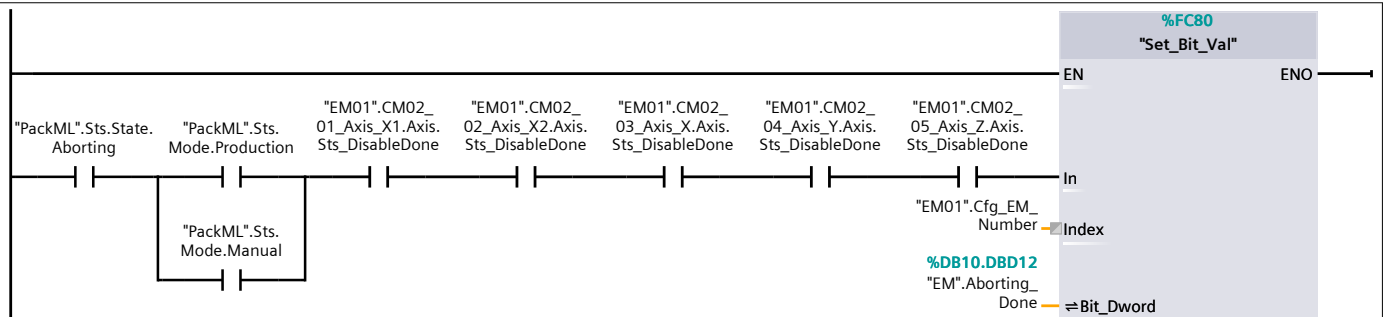 %FC80
"Set_Bit_Val"
EN
ENO
"PackML".Sts.State.
Aborting
"PackML".Sts.
Mode.Production
"EM01".CM02_
01_Axis_X1.Axis.
Sts_DisableDone
"EM01".CM02_
02_Axis_X2.Axis.
Sts_DisableDone
"EM01".CM02_
03_Axis_X.Axis.
Sts_DisableDone
"EM01".CM02_
04_Axis_Y.Axis.
Sts_DisableDone
"EM01".CM02_
05_Axis_Z.Axis.
Sts_DisableDone
In
"PackML".Sts.
Mode.Manual
"EM01".Cfg_EM_
Number
Index
%DB10.DBD12
"EM".Aborting_
Done
⇌Bit_Dword